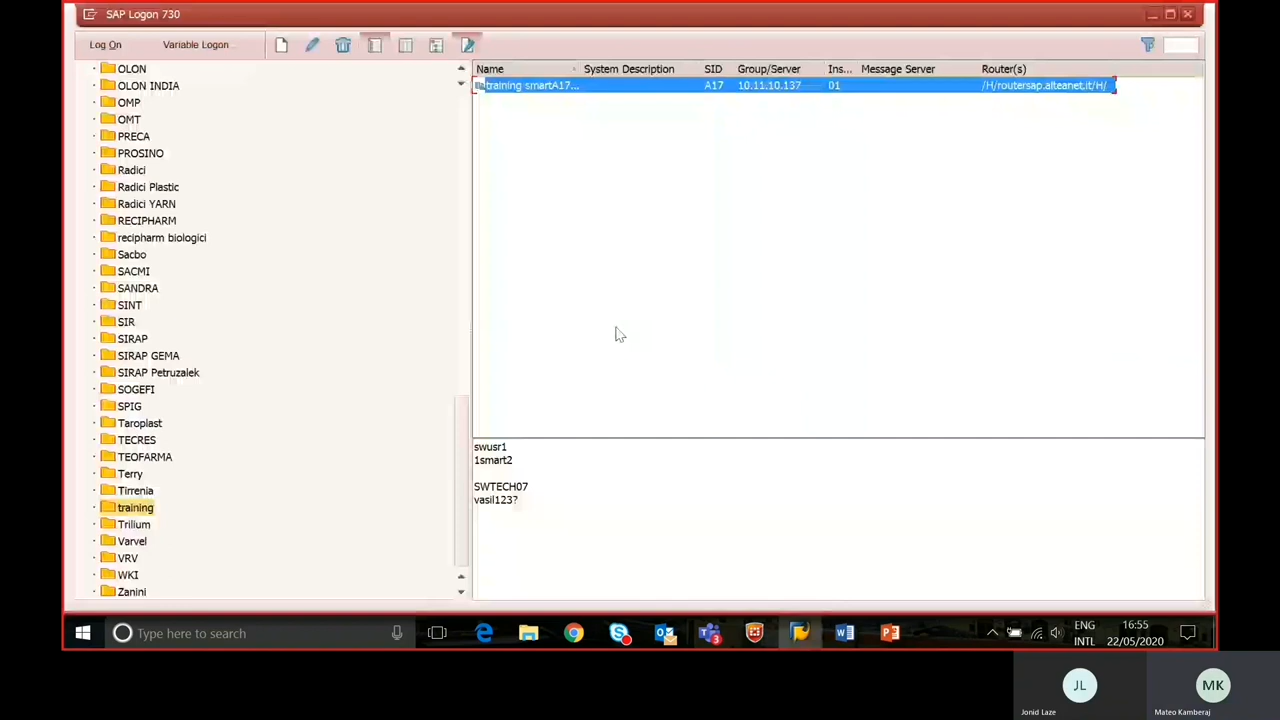 SAP Logon 730
Log On Variable Logon...
OLON
OLON INDIA
OMP
OMT
PRECA
PROSINO
Radici
Radici Plastic
Radici YARN
RECIPHARM
recipharm biologici
Sacbo
SACMI
SANDRA
SINT
SIR
SIRAP
SIRAP GEMA
SIRAP Petruzalek
SOGEFI
SPIG
Taroplast
TECRES
TEOFARMA
Terry
Tirrenia
training
Trilium
Varvel
VRV
WKI
Zanini
Name System Description SID Group/Server Ins... Message Server Router(s)
training smartA17... A17 10.11.10.137 01 /H/routersap.alteanet.it/H/
swusr1
1smart2
SWTECH07
vasil123?
Type here to search
3
ENG
INTL
16:55
22/05/2020
JL
Jonid Laze
MK
Mateo Kamberaj